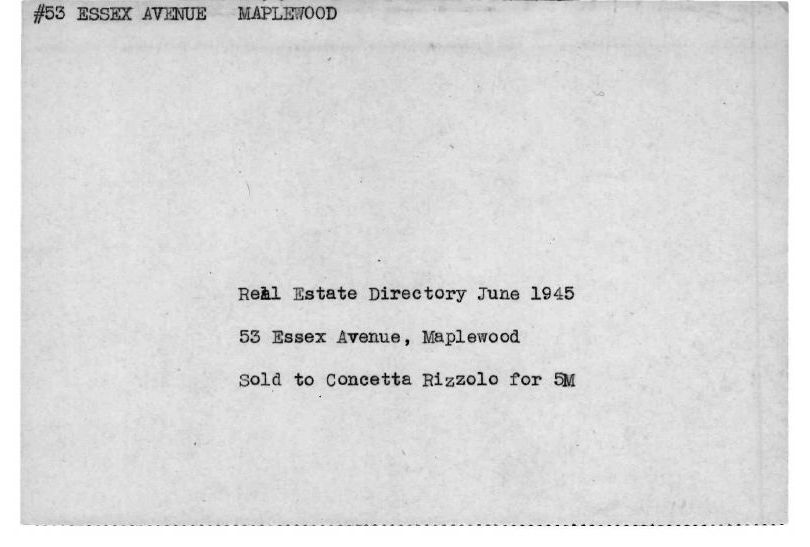 #53 ESSEX AVENUE MAPLEWOOD
Real Estate Directory June 1945
53 Essex Avenue, Maplewood
Sold to Concetta Rizzolo for 5M